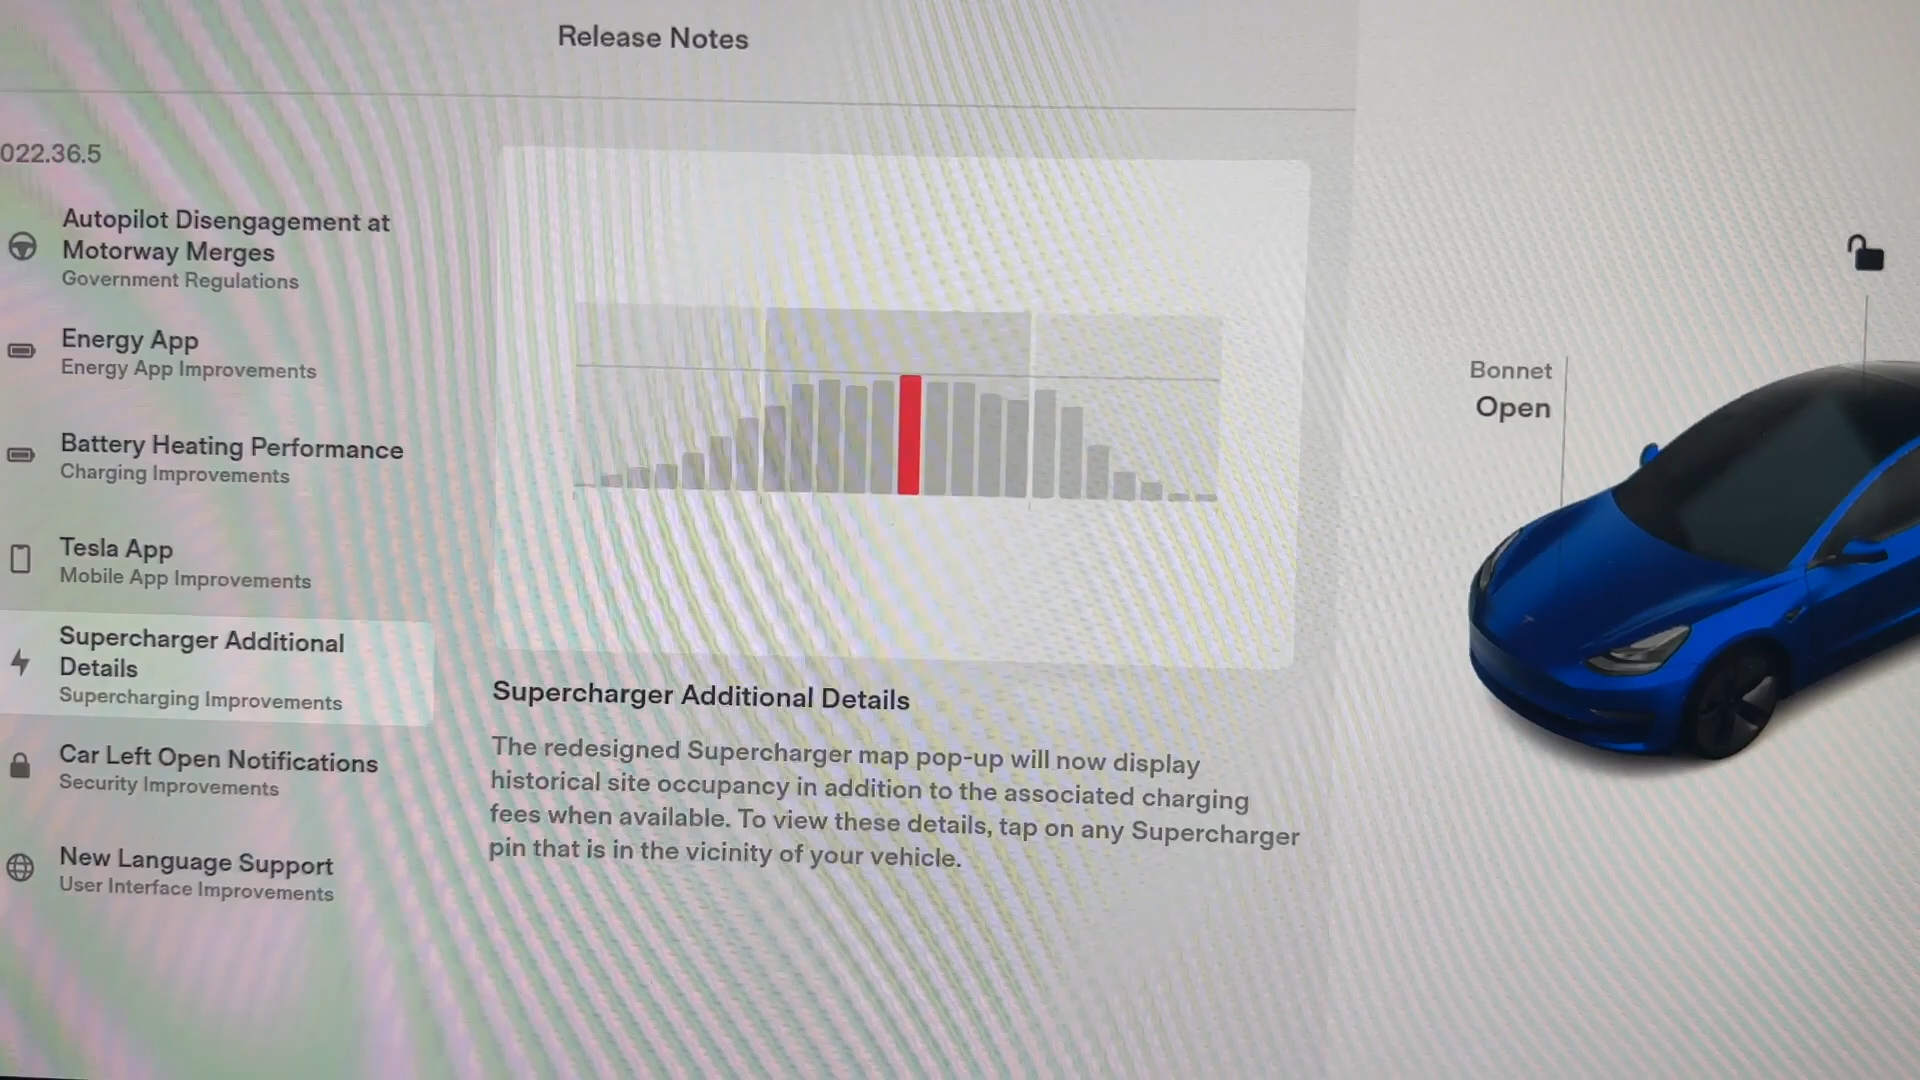 Release Notes
022.36.5
Autopilot Disengagement at
Motorway Merges
Government Regulations
Energy App
Energy App Improvements
Battery Heating Performance
Charging Improvements
Tesla App
Mobile App Improvements
Supercharger Additional
Details
Supercharging Improvements
Car Left Open Notifications
Security Improvements
New Language Support
User Interface Improvements
Supercharger Additional Details
The redesigned Supercharger map pop-up will now display
historical site occupancy in addition to the associated charging
fees when available. To view these details, tap on any Supercharger
pin that is in the vicinity of your vehicle.
Bonnet
Open